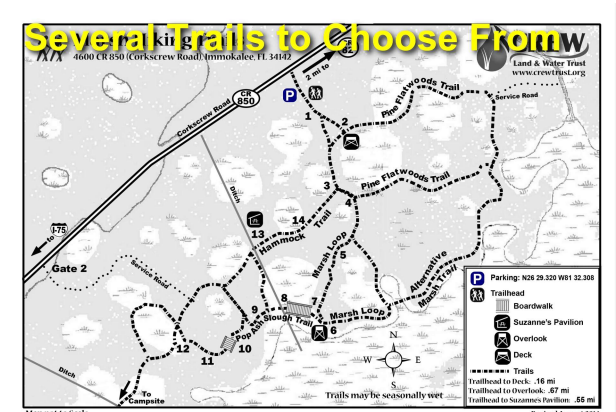 Several Trails to Choose From
4600 CR 850 (Corkscrew Road), Immokalee, FL 34142
Land & Water Trust
www.crewtrust.org
82
2 mi to
CR
850
Corkscrew Road
P
1
2
Pine Flatwoods Trail
Service Road
3
4
Pine Flatwoods Trail
Ditch
13
14
Hammock Trail
I-75
Gate 2
Service Road
Marsh Loop
5
Alternative
Marsh Trail
8
7
9
Pop Ash Slough Trail
6
Marsh Loop
10
11
12
Ditch
To
Campsite
N
W
E
S
Trails may be seasonally wet
P Parking: N26 29.320 W81 32.308
Trailhead
Boardwalk
Suzanne's Pavilion
Overlook
Deck
Trails
Trailhead to Deck: .16 mi
Trailhead to Overlook: .67 mi
Trailhead to Suzannes Pavilion: .55 mi